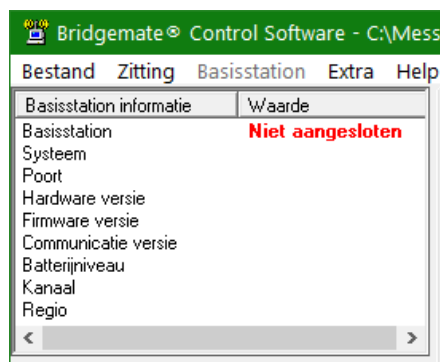 Bridgemate® Control Software - C:\Mess
Bestand Zitting Basisstation Extra Help
Basisstation informatie Waarde
Basisstation Niet aangesloten
Systeem
Poort
Hardware versie
Firmware versie
Communicatie versie
Batterijniveau
Kanaal
Regio